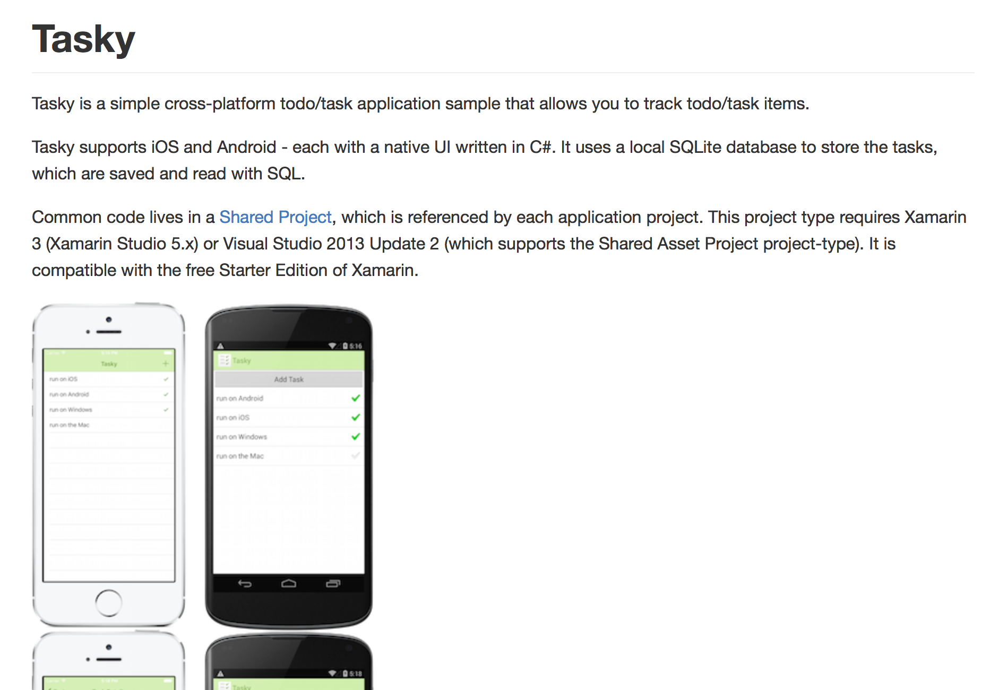 Tasky
Tasky is a simple cross-platform todo/task application sample that allows you to track todo/task items.
Tasky supports iOS and Android - each with a native UI written in C#. It uses a local SQLite database to store the tasks,
which are saved and read with SQL.
Common code lives in a Shared Project, which is referenced by each application project. This project type requires Xamarin
3 (Xamarin Studio 5.x) or Visual Studio 2013 Update 2 (which supports the Shared Asset Project project-type). It is
compatible with the free Starter Edition of Xamarin.
Tasky +
run on iOS
run on Android
run on Windows
run on the Mac
5:16
Tasky
Add Task
run on Android
run on iOS
run on Windows
run on the Mac
5:18
Tasky